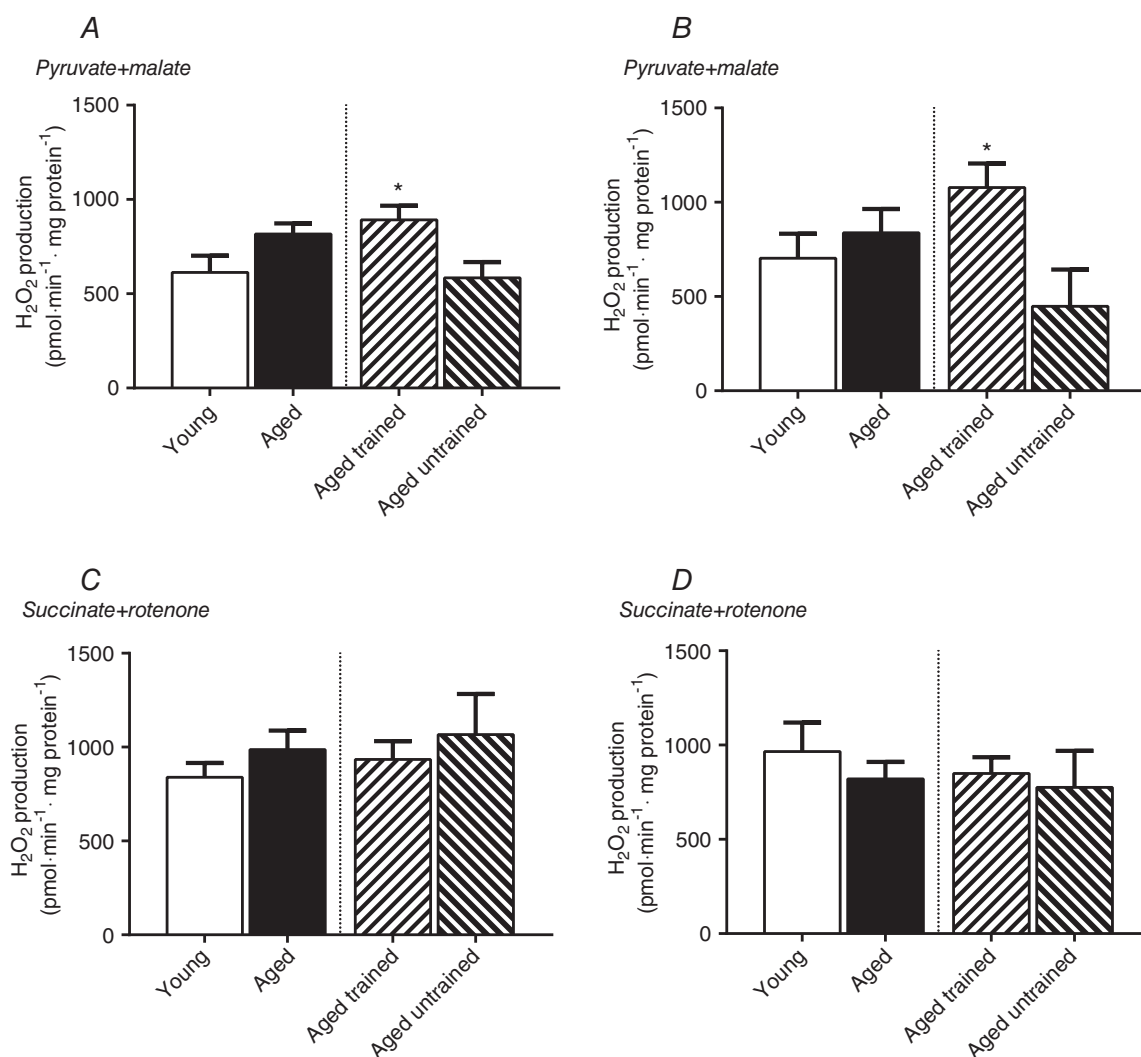 A
Pyruvate+malate
H₂O₂ production
(pmol·min⁻¹· mg protein⁻¹)
1500
1000
500
0
*
Young
Aged
Aged trained
Aged untrained
B
Pyruvate+malate
H₂O₂ production
(pmol·min⁻¹· mg protein⁻¹)
1500
1000
500
0
*
Young
Aged
Aged trained
Aged untrained
C
Succinate+rotenone
H₂O₂ production
(pmol·min⁻¹· mg protein⁻¹)
1500
1000
500
0
Young
Aged
Aged trained
Aged untrained
D
Succinate+rotenone
H₂O₂ production
(pmol·min⁻¹· mg protein⁻¹)
1500
1000
500
0
Young
Aged
Aged trained
Aged untrained